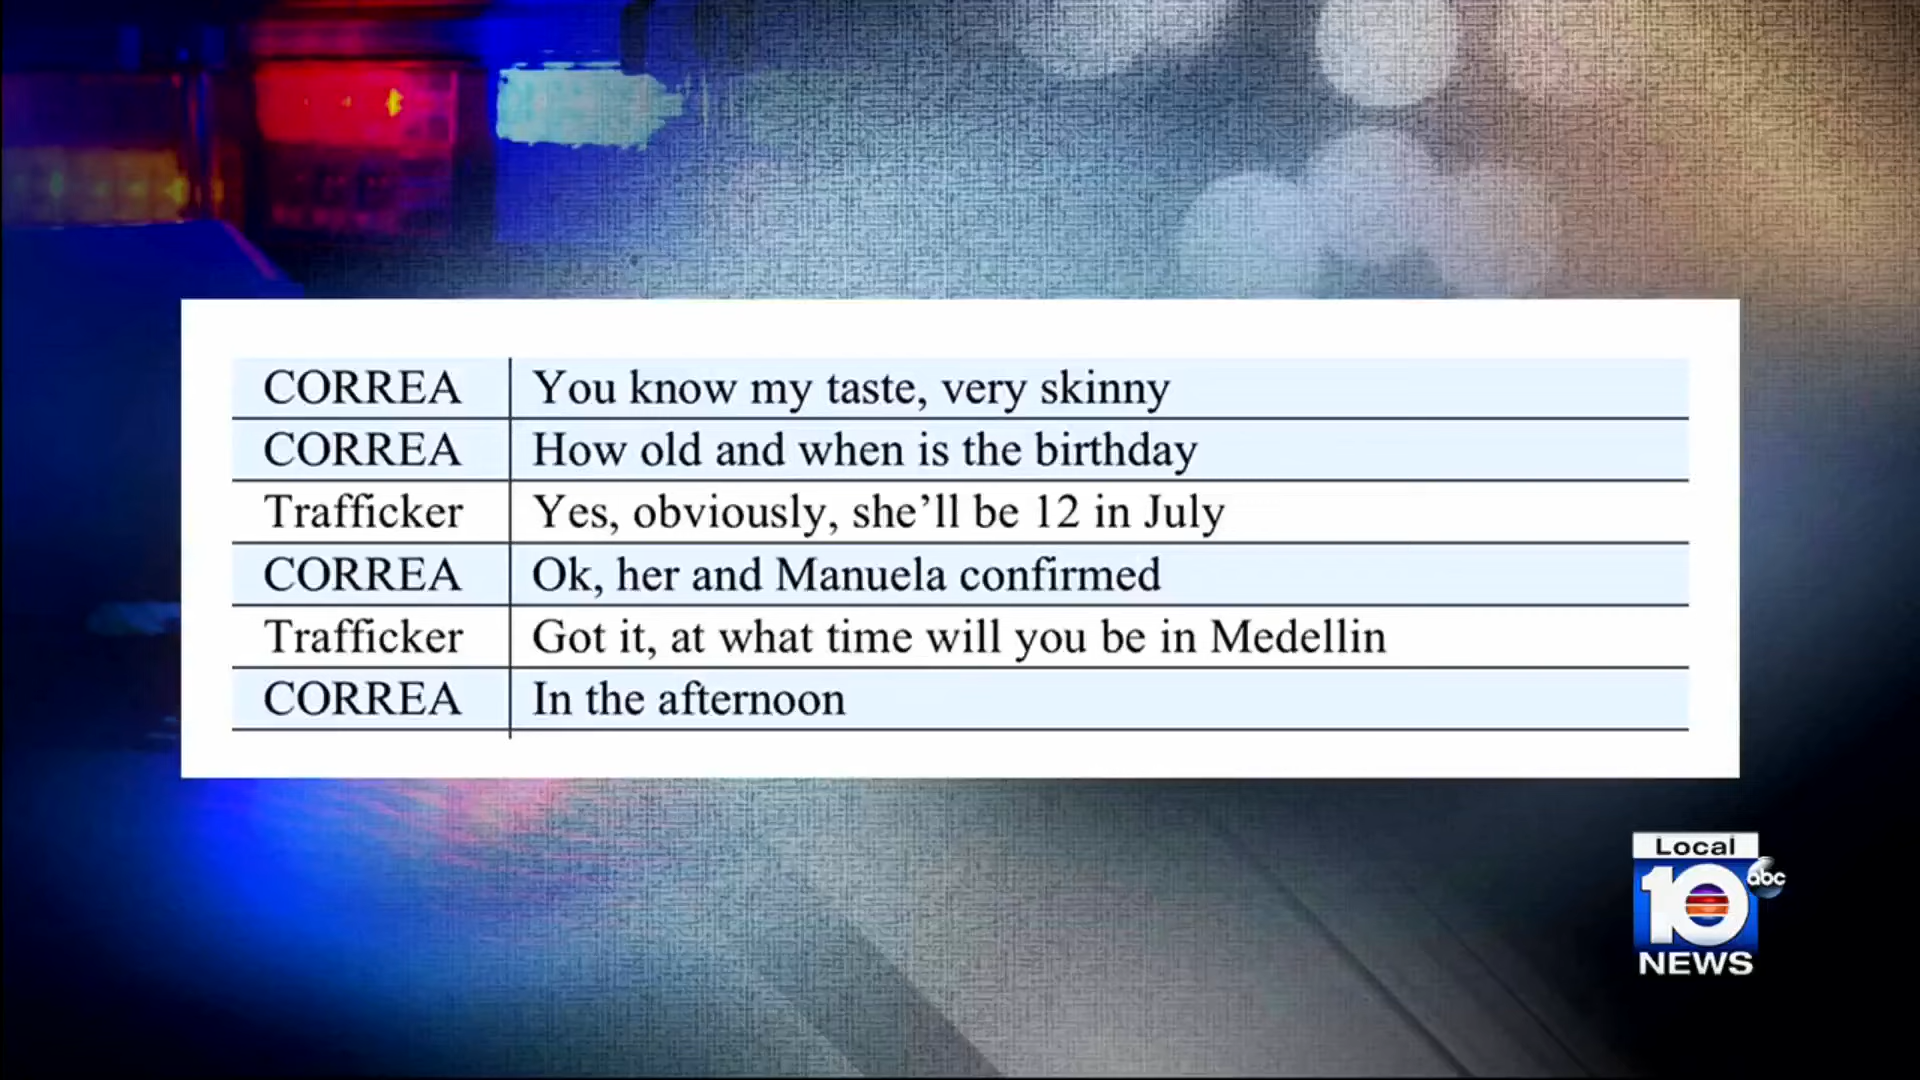 CORREA You know my taste, very skinny
CORREA How old and when is the birthday
Trafficker Yes, obviously, she’ll be 12 in July
CORREA Ok, her and Manuela confirmed
Trafficker Got it, at what time will you be in Medellin
CORREA In the afternoon
Local
10 abc
NEWS